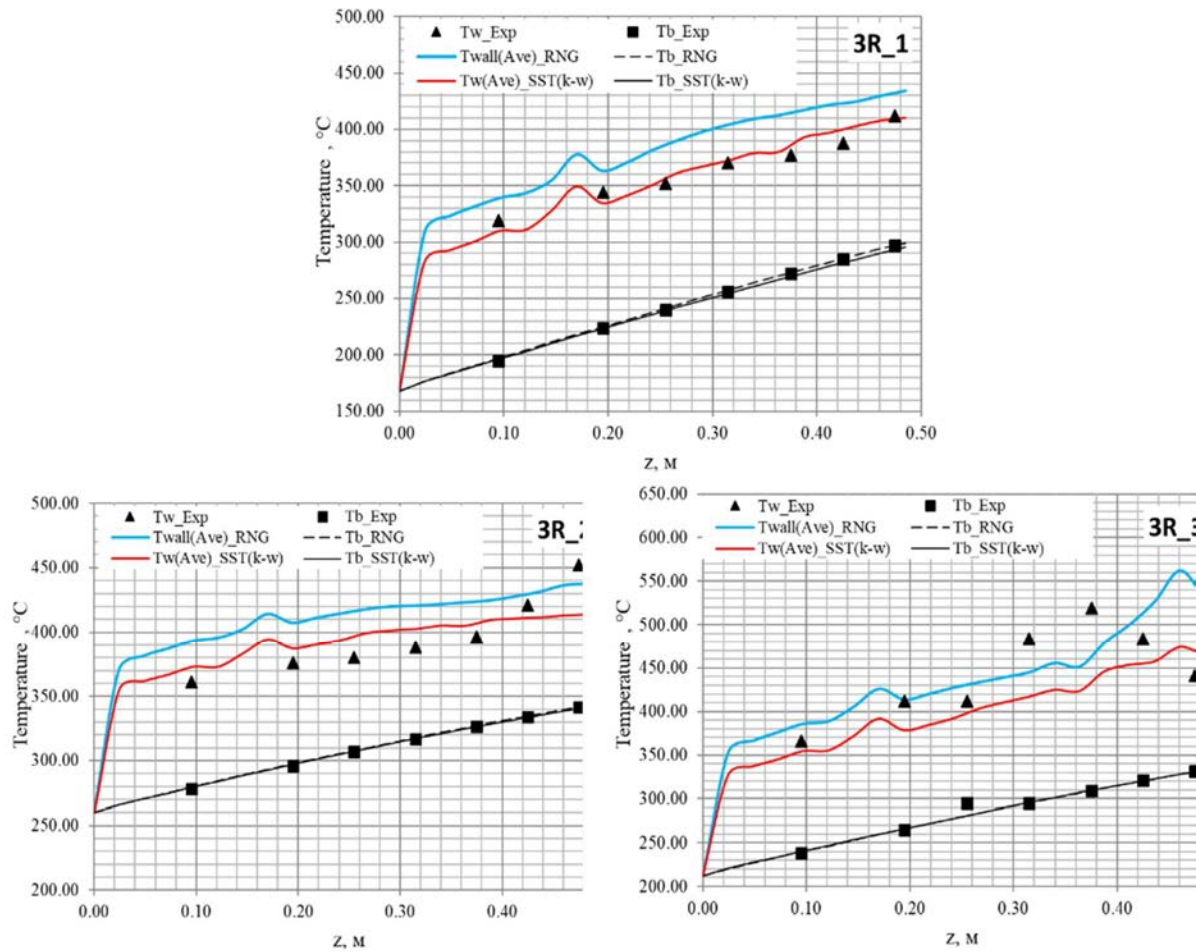 500.00
▲ Tw_Exp ■ Tb_Exp 3R_1
Twall(Ave)_RNG Tb_RNG
450.00
Tw(Ave)_SST(k-w) Tb_SST(k-w)
400.00
350.00
300.00
250.00
200.00
150.00
Temperature , °C
0.00 0.10 0.20 0.30 0.40 0.50
z, м
500.00
▲ Tw_Exp ■ Tb_Exp
Twall(Ave)_RNG Tb_RNG 3R_2
Tw(Ave)_SST(k-w) Tb_SST(k-w)
450.00
400.00
350.00
300.00
250.00
200.00
Temperature , °C
0.00 0.10 0.20 0.30 0.40
z, м
650.00
▲ Tw_Exp ■ Tb_Exp
600.00
Twall(Ave)_RNG Tb_RNG 3R_3
Tw(Ave)_SST(k-w) Tb_SST(k-w)
550.00
500.00
450.00
400.00
350.00
300.00
250.00
200.00
Temperature , °C
0.00 0.10 0.20 0.30 0.40
z, м